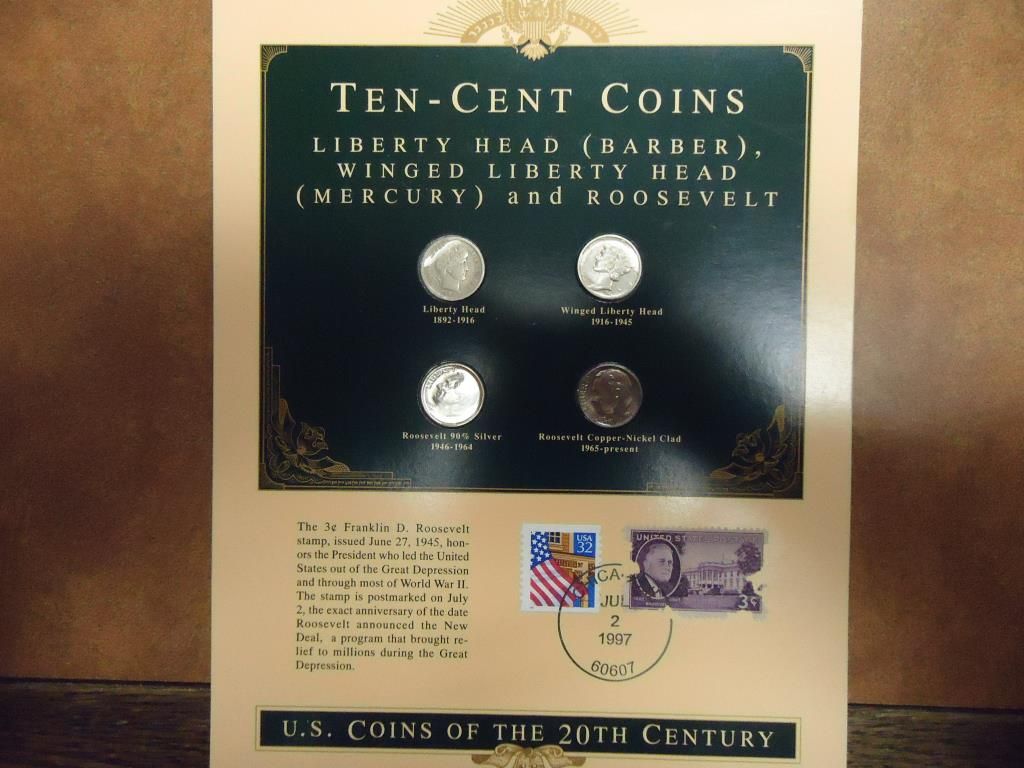 TEN-CENT COINS
LIBERTY HEAD (BARBER),
WINGED LIBERTY HEAD
(MERCURY) and ROOSEVELT
Liberty Head
1892-1916
Winged Liberty Head
1916-1945
Roosevelt 90% Silver
1946-1964
Roosevelt Copper-Nickel Clad
1965-present
The 3¢ Franklin D. Roosevelt
stamp, issued June 27, 1945, hon-
ors the President who led the United
States out of the Great Depression
and through most of World War II.
The stamp is postmarked on July
2, the exact anniversary of the date
Roosevelt announced the New
Deal, a program that brought re-
lief to millions during the Great
Depression.
USA
32
UNITED STATES
3¢
JUL
2
1997
60607
U.S. COINS OF THE 20TH CENTURY